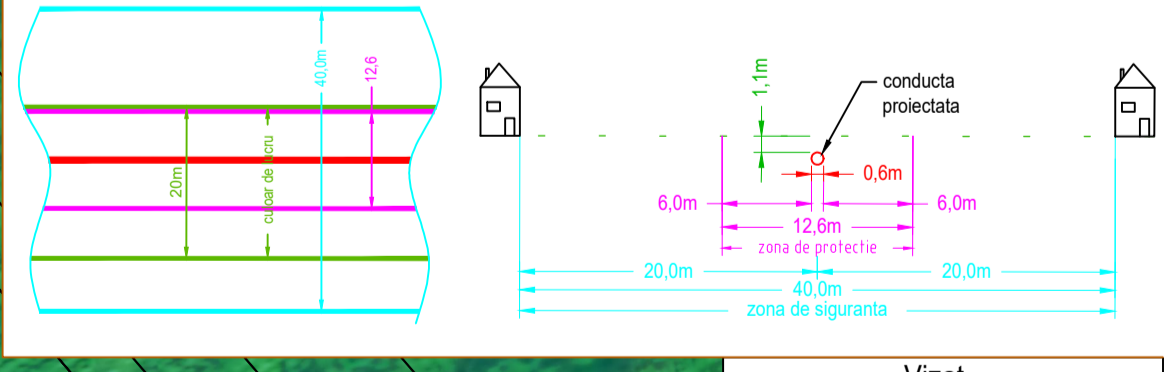 40,0m
12,6
20m
culoar de lucru
1,1m
conducta
proiectata
0,6m
6,0m
6,0m
12,6m
zona de protectie
20,0m
20,0m
40,0m
zona de siguranta